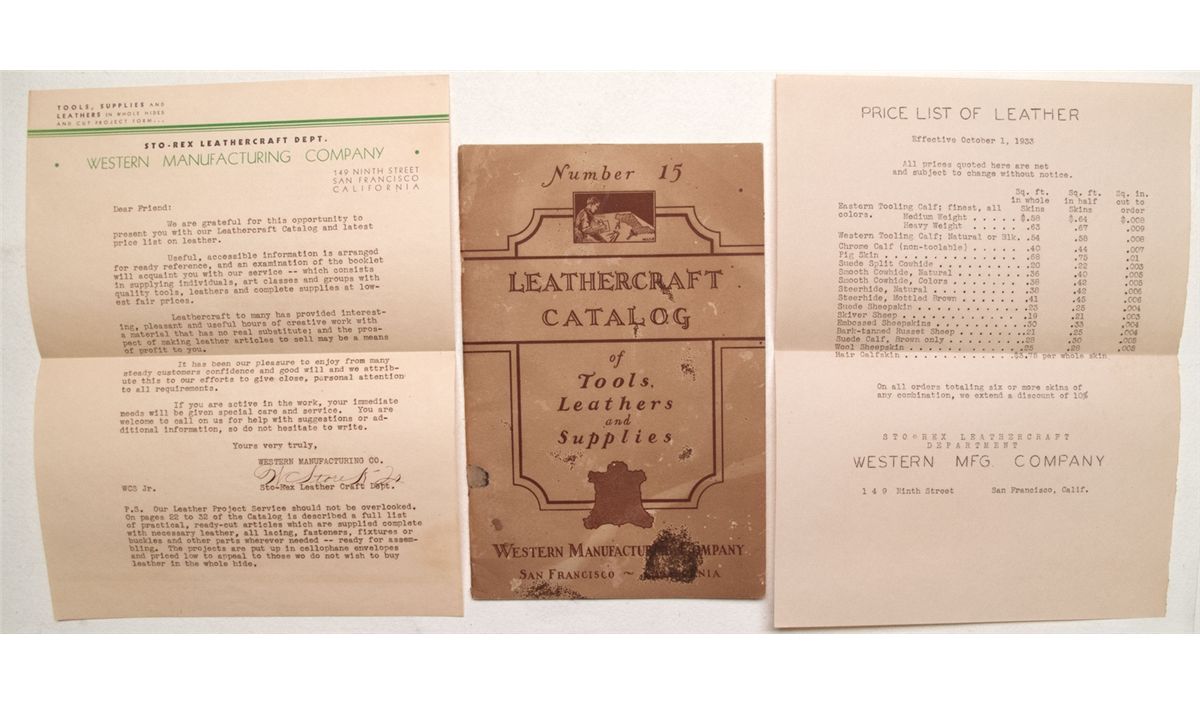 TOOLS, SUPPLIES AND
LEATHERS IN WHOLE HIDES
AND CUT PROJECT FORM...
STO-REX LEATHERCRAFT DEPT.
• WESTERN MANUFACTURING COMPANY •
149 NINTH STREET
SAN FRANCISCO
CALIFORNIA
Dear Friend:
We are grateful for this opportunity to
present you with our Leathercraft Catalog and latest
price list on leather.
Useful, accessible information is arranged
for ready reference, and an examination of the booklet
will acquaint you with our service -- which consists
in supplying individuals, art classes and groups with
quality tools, leathers and complete supplies at low-
est fair prices.
Leathercraft to many has provided interest-
ing, pleasant and useful hours of creative work with
a material that has no real substitute; and the pros-
pect of making leather articles to sell may be a means
of profit to you.
It has been our pleasure to enjoy from many
steady customers confidence and good will and we attrib-
ute this to our efforts to give close, personal attention
to all requirements.
If you are active in the work, your immediate
needs will be given special care and service. You are
welcome to call on us for help with suggestions or ad-
ditional information, so do not hesitate to write.
Yours very truly,
WESTERN MANUFACTURING CO.
Sto-Rex Leather Craft Dept.
WCS Jr.
P.S. Our Leather Project Service should not be overlooked.
On pages 22 to 32 of the Catalog is described a full list
of practical, ready-cut articles which are supplied complete
with necessary leather, all lacing, fasteners, fixtures or
buckles and other parts wherever needed -- ready for assem-
bling. The projects are put up in cellophane envelopes
and priced low to appeal to those wo do not wish to buy
leather in the whole hide.
Number 15
LEATHERCRAFT
CATALOG
of
Tools,
Leathers
and
Supplies
WESTERN MANUFACTURING COMPANY
SAN FRANCISCO ~ CALIFORNIA
PRICE LIST OF LEATHER
Effective October 1, 1933
All prices quoted here are net
and subject to change without notice.
Sq. ft. Sq. ft. Sq. in.
in whole in half cut to
Skins Skins order
Eastern Tooling Calf; finest, all
colors. Medium Weight . . . . . $.58 $.64 $.008
Heavy Weight . . . . . .63 .67 .009
Western Tooling Calf; Natural or Blk. .54 .58 .008
Chrome Calf (non-toolable) . . . . . .40 .44 .007
Pig Skin . . . . . .68 .75 .01
Suede Split Cowhide . . . . . .20 .22 .003
Smooth Cowhide, Natural . . . . . .36 .40 .005
Smooth Cowhide, Colors . . . . . .38 .42 .005
Steerhide, Natural . . . . . .38 .42 .006
Steerhide, Mottled Brown . . . . . .41 .45 .006
Suede Sheepskin . . . . . .23 .25 .004
Skiver Sheep . . . . . .19 .21 .003
Embossed Sheepskins . . . . . .30 .33 .004
Bark-tanned Russet Sheep . . . . . .21 .25 .004
Suede Calf, Brown only . . . . . .28 .30 .005
Wool Sheepskin . . . . . .25 .28 .005
Hair Calfskin . . . . . $3.75 per whole skin
On all orders totaling six or more skins of
any combination, we extend a discount of 10%
STO-REX LEATHERCRAFT
DEPARTMENT
WESTERN MFG. COMPANY
149 Ninth Street San Francisco, Calif.